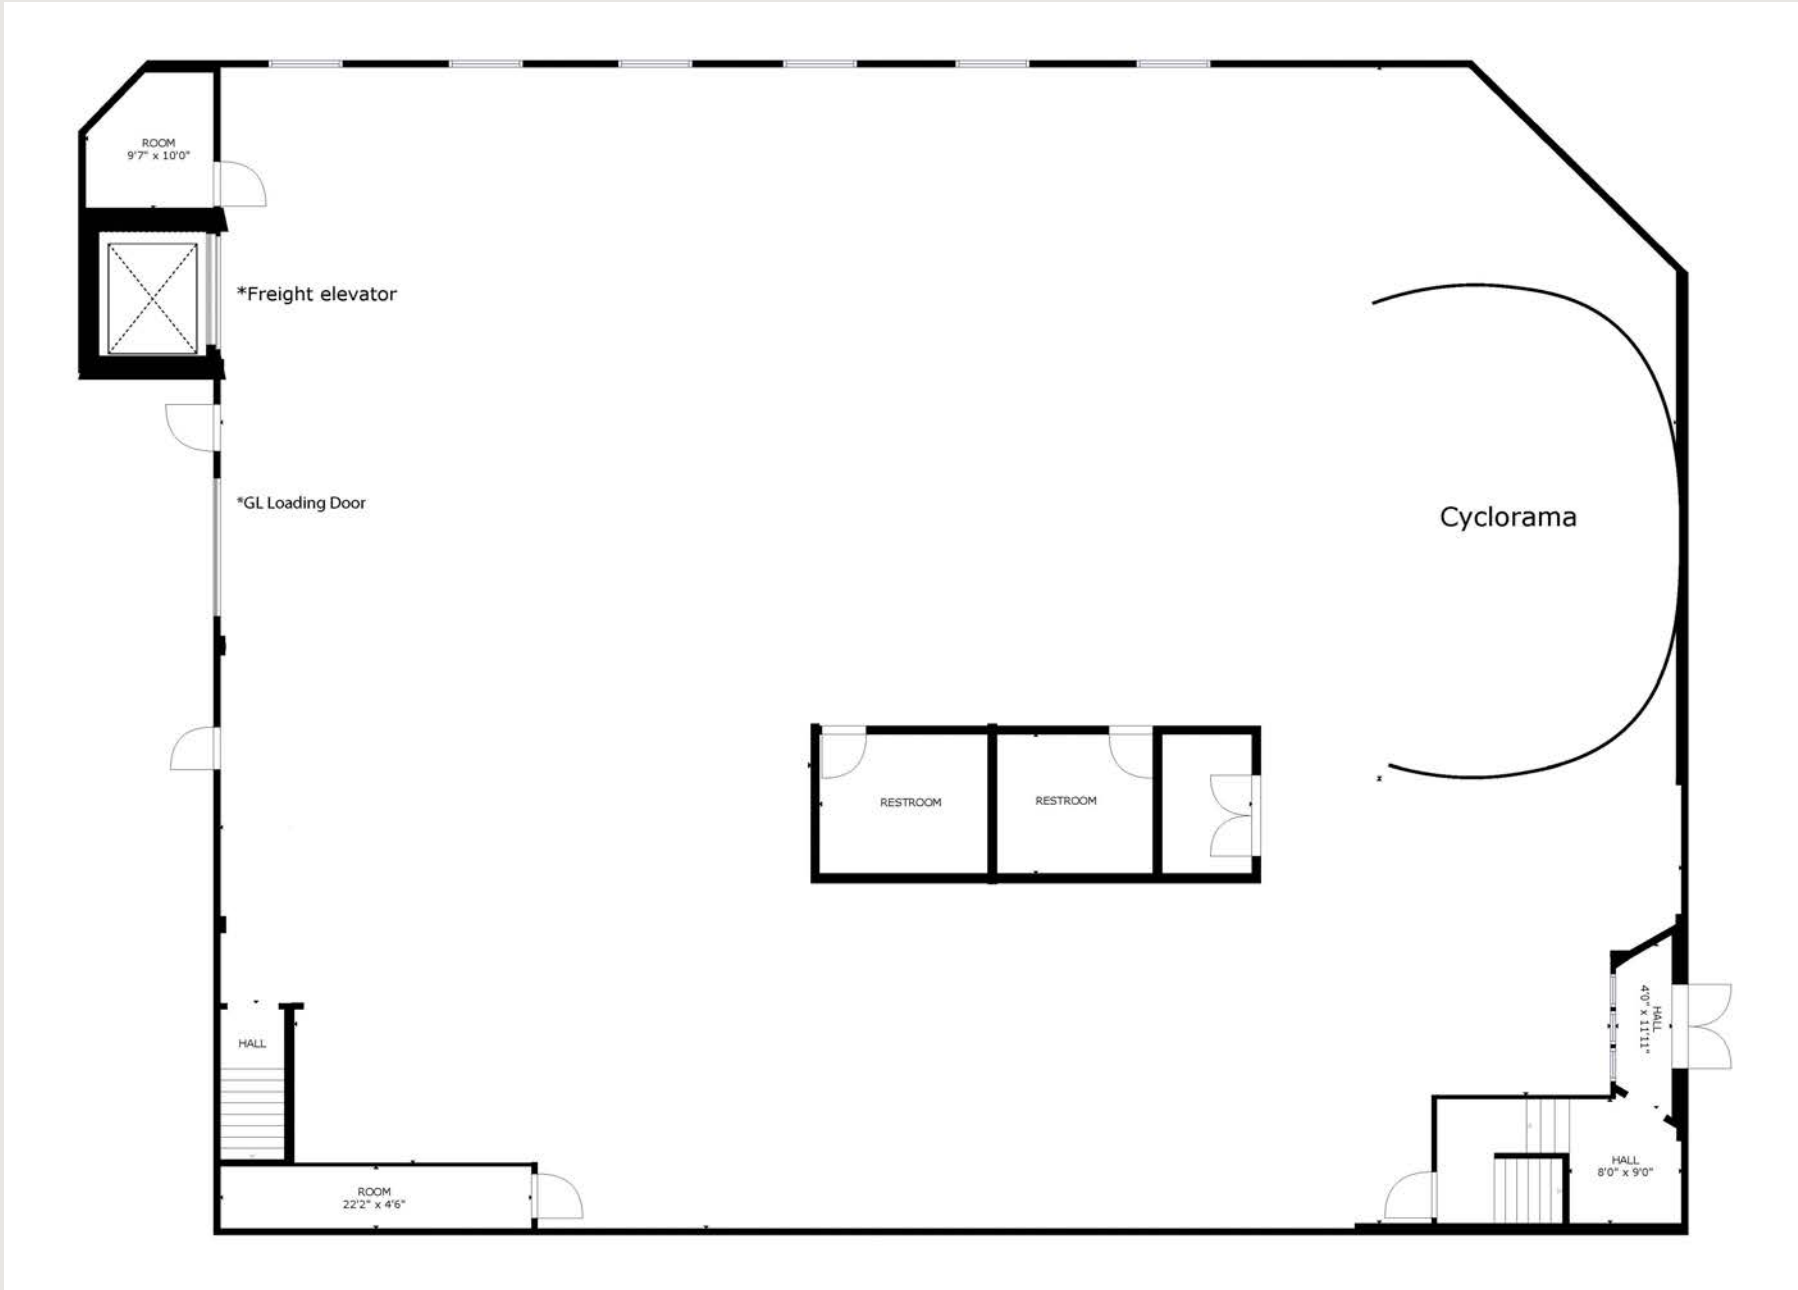 ROOM
9'7" x 10'0"
*Freight elevator
*GL Loading Door
Cyclorama
RESTROOM
RESTROOM
HALL
4'0" x 11'11"
HALL
HALL
8'0" x 9'0"
ROOM
22'2" x 4'6"